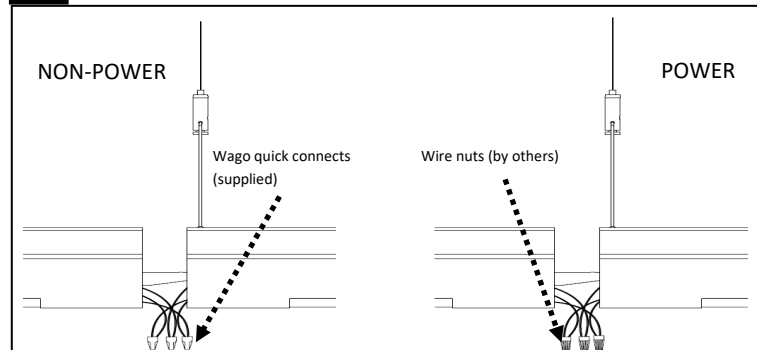 NON-POWER
POWER
Wago quick connects
(supplied)
Wire nuts (by others)